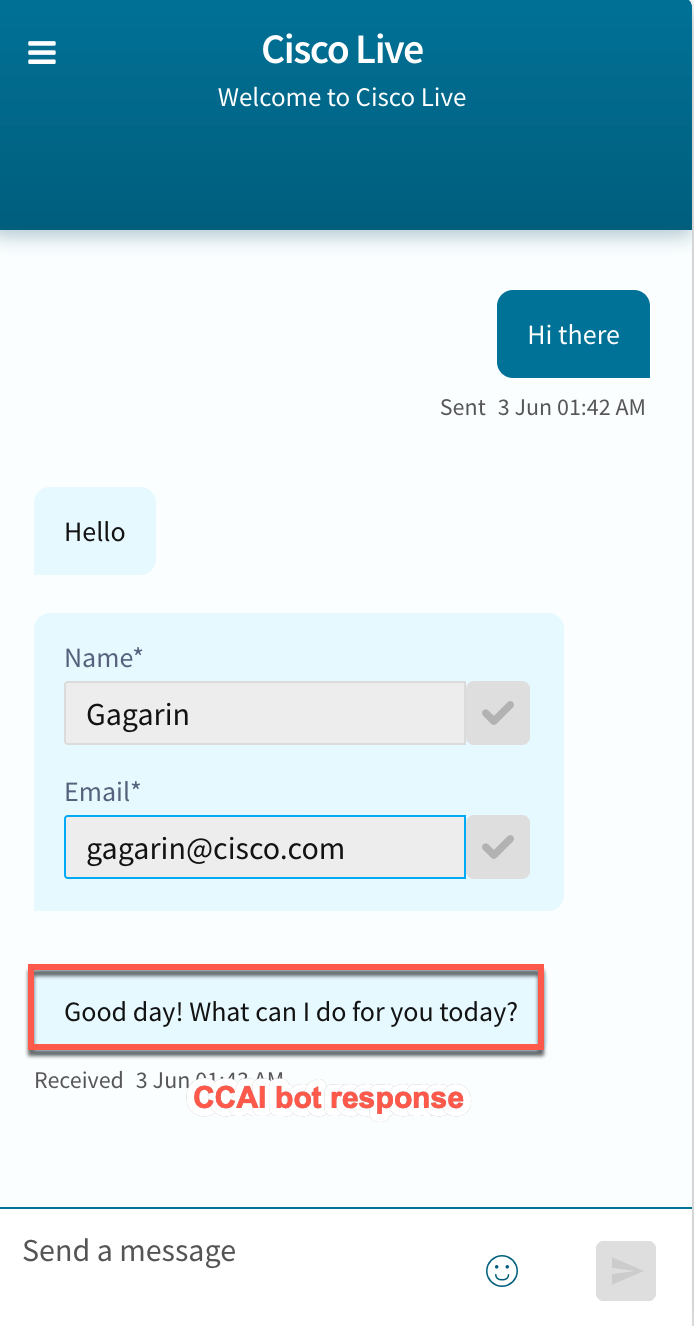 Cisco Live
Welcome to Cisco Live
Hi there
Sent 3 Jun 01:42 AM
Hello
Name*
Gagarin
Email*
gagarin@cisco.com
Good day! What can I do for you today?
Received 3 Jun AM
CCAI bot response
Send a message